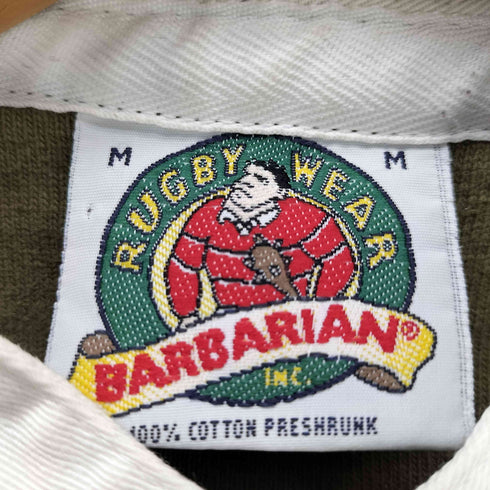 M M
RUGBY WEAR
BARBARIAN®
INC.
100% COTTON PRESHRUNK